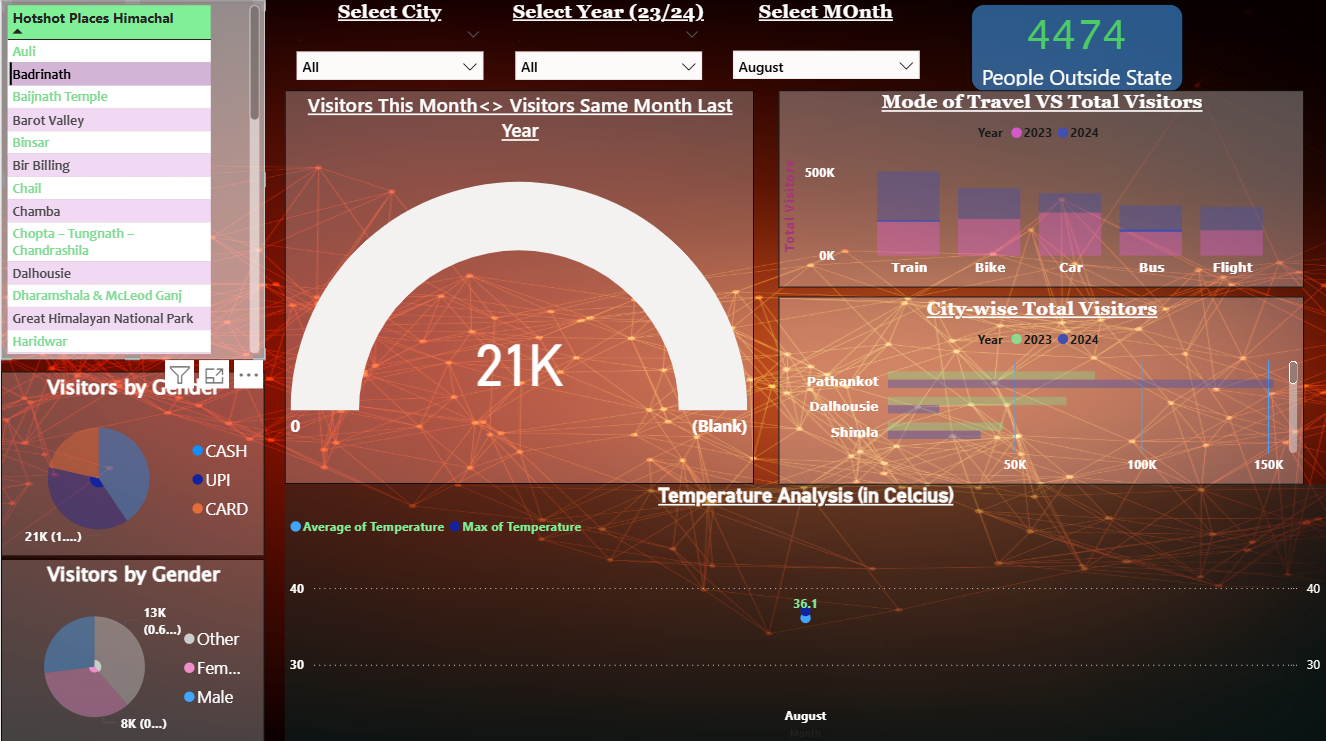 Hotshot Places Himachal
Auli
Badrinath
Baijnath Temple
Barot Valley
Binsar
Bir Billing
Chail
Chamba
Chopta – Tungnath –
Chandrashila
Dalhousie
Dharamshala & McLeod Ganj
Great Himalayan National Park
Haridwar
Select City
All
Select Year (23/24)
All
Select MOnth
August
4474
People Outside State
Visitors This Month<> Visitors Same Month Last
Year
21K
0
(Blank)
Mode of Travel VS Total Visitors
Year 2023 2024
Total Visitors
500K
0K
Train Bike Car Bus Flight
City-wise Total Visitors
Year 2023 2024
Pathankot
Dalhousie
Shimla
50K 100K 150K
Visitors by Gender
CASH
UPI
CARD
21K (1....)
Visitors by Gender
13K
(0.6...)
Other
Fem...
Male
8K (0...)
Temperature Analysis (in Celcius)
Average of Temperature Max of Temperature
40 40
36.1
30 30
August
Month